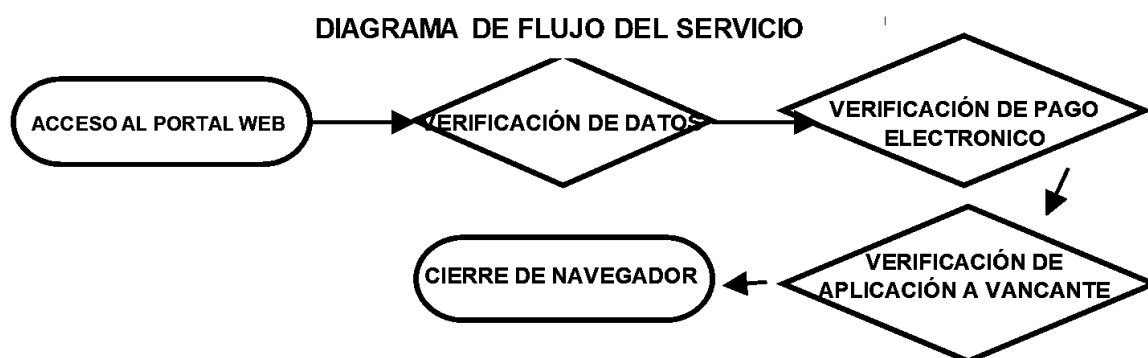 DIAGRAMA DE FLUJO DEL SERVICIO
ACCESO AL PORTAL WEB
VERIFICACIÓN DE DATOS
VERIFICACIÓN DE PAGO
ELECTRONICO
VERIFICACIÓN DE
APLICACIÓN A VANCANTE
CIERRE DE NAVEGADOR